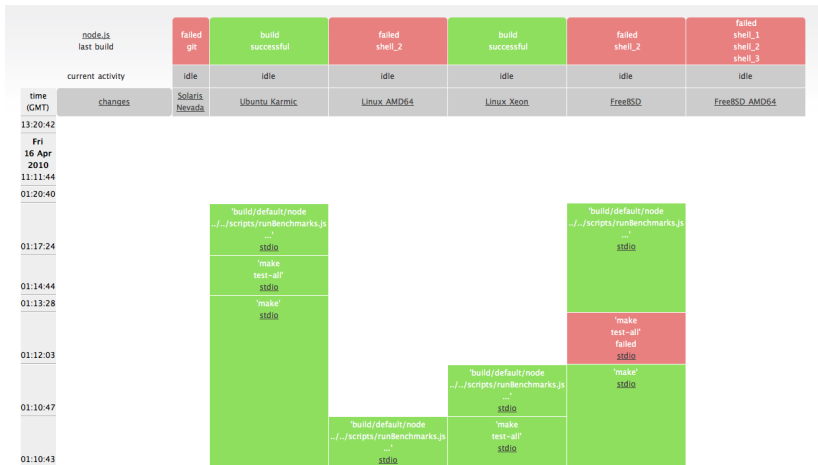 node.js
last build
failed
git
build
successful
failed
shell_2
build
successful
failed
shell_2
failed
shell_1
shell_2
shell_3
current activity
idle
idle
idle
idle
idle
idle
time
(GMT)
changes
Solaris
Nevada
Ubuntu Karmic
Linux AMD64
Linux Xeon
FreeBSD
FreeBSD AMD64
13:20:42
Fri
16 Apr
2010
11:11:44
01:20:40
'build/default/node
../../scripts/runBenchmarks.js
...'
stdio
'build/default/node
../../scripts/runBenchmarks.js
...'
stdio
01:17:24
'make
test-all'
stdio
01:14:44
01:13:28
'make'
stdio
'make
test-all'
failed
stdio
01:12:03
'build/default/node
../../scripts/runBenchmarks.js
...'
stdio
'make'
stdio
01:10:47
'build/default/node
../../scripts/runBenchmarks.js
...'
stdio
'make
test-all'
stdio
01:10:43